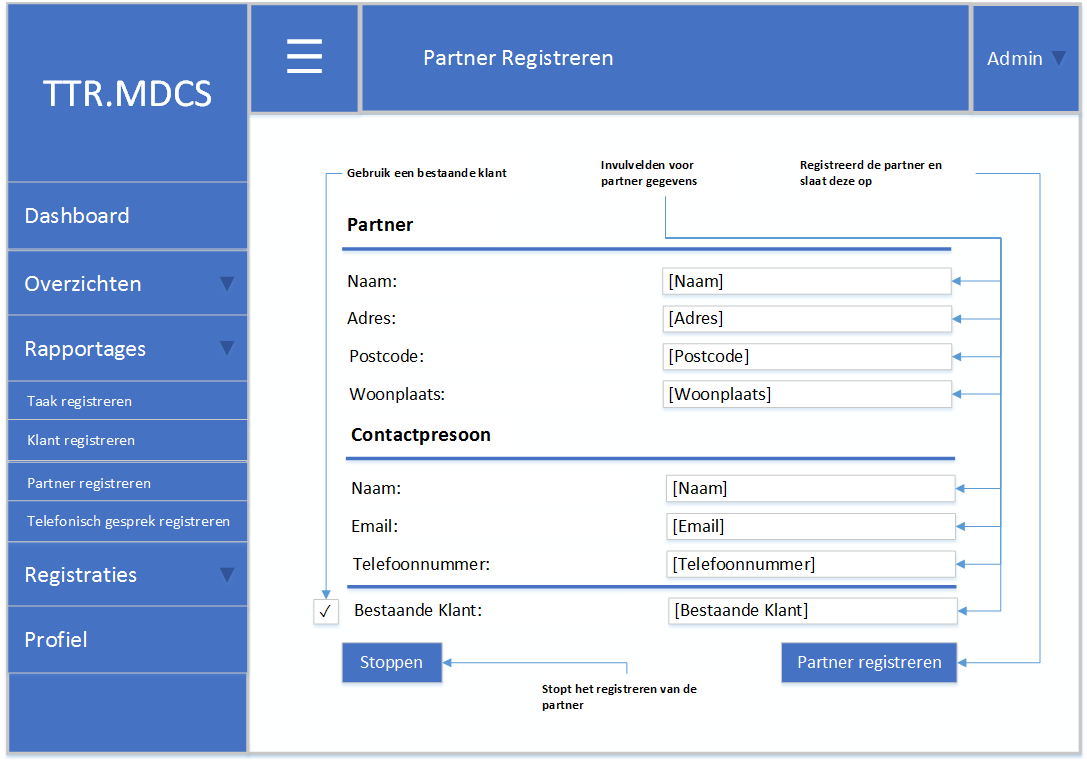 TTR.MDCS
Partner Registreren
Admin
Dashboard
Overzichten
Rapportages
Taak registreren
Klant registreren
Partner registreren
Telefonisch gesprek registreren
Registraties
Profiel
Gebruik een bestaande klant
Invulvelden voor
partner gegevens
Registreerd de partner en
slaat deze op
Partner
Naam:
[Naam]
Adres:
[Adres]
Postcode:
[Postcode]
Woonplaats:
[Woonplaats]
Contactpresoon
Naam:
[Naam]
Email:
[Email]
Telefoonnummer:
[Telefoonnummer]
✓
Bestaande Klant:
[Bestaande Klant]
Stoppen
Partner registreren
Stopt het registreren van de
partner